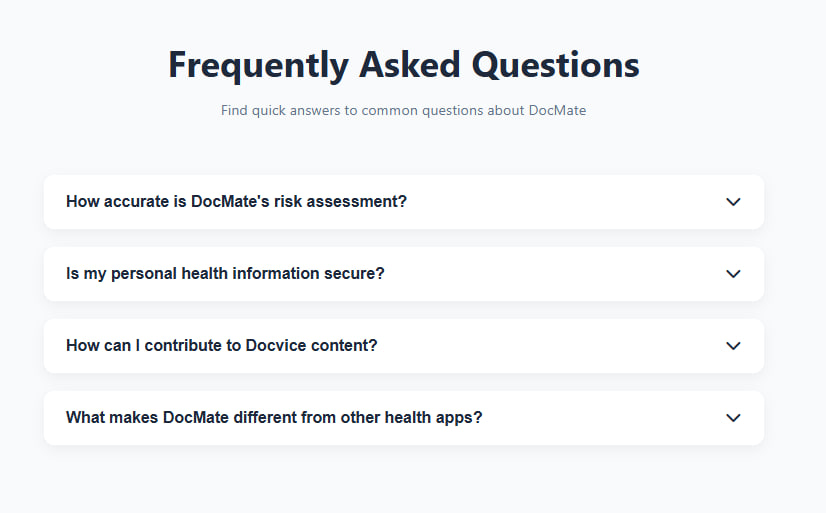 Frequently Asked Questions
Find quick answers to common questions about DocMate
How accurate is DocMate's risk assessment?
Is my personal health information secure?
How can I contribute to Docvice content?
What makes DocMate different from other health apps?